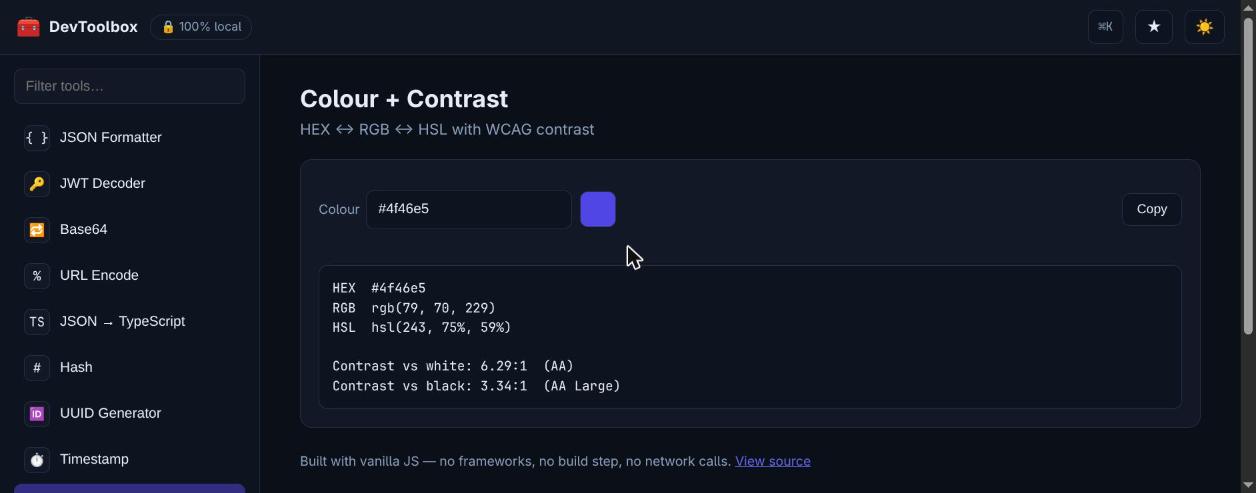 🧰 DevToolbox 🔒 100% local ⌘K ★ ☀️
Filter tools…
{ } JSON Formatter
🔑 JWT Decoder
🔁 Base64
% URL Encode
TS JSON → TypeScript
# Hash
🆔 UUID Generator
⏱️ Timestamp
Colour + Contrast
HEX ↔ RGB ↔ HSL with WCAG contrast
Colour #4f46e5 Copy
HEX #4f46e5
RGB rgb(79, 70, 229)
HSL hsl(243, 75%, 59%)
Contrast vs white: 6.29:1 (AA)
Contrast vs black: 3.34:1 (AA Large)
Built with vanilla JS — no frameworks, no build step, no network calls. View source